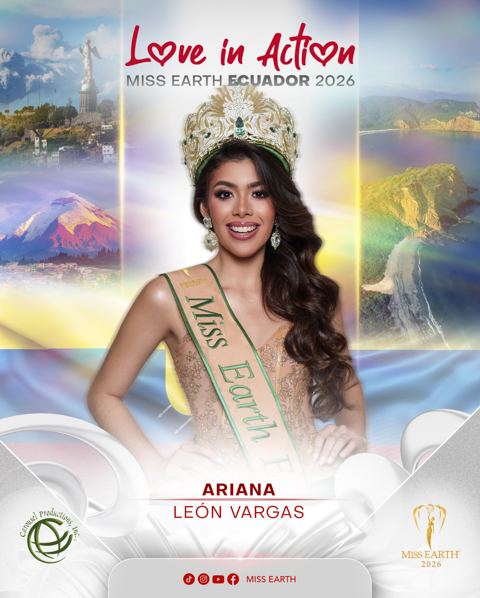 Love in Action
MISS EARTH ECUADOR 2026
Miss Earth E
ARIANA
LEÓN VARGAS
Carousel Productions, Inc.
MISS EARTH
2026
MISS EARTH